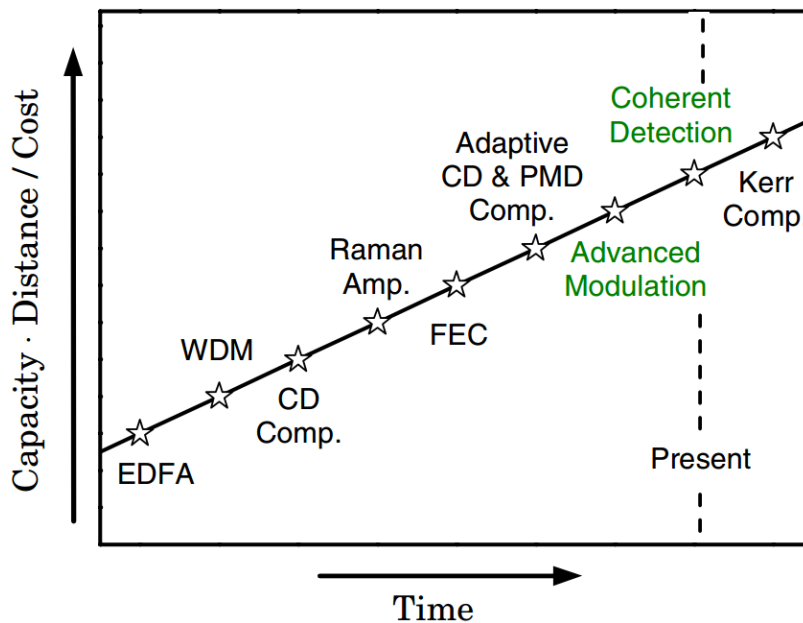 Capacity · Distance / Cost
Coherent
Detection
Adaptive
CD & PMD
Comp.
Kerr
Comp
Raman
Amp.
Advanced
Modulation
FEC
WDM
CD
Comp.
EDFA
Present
Time